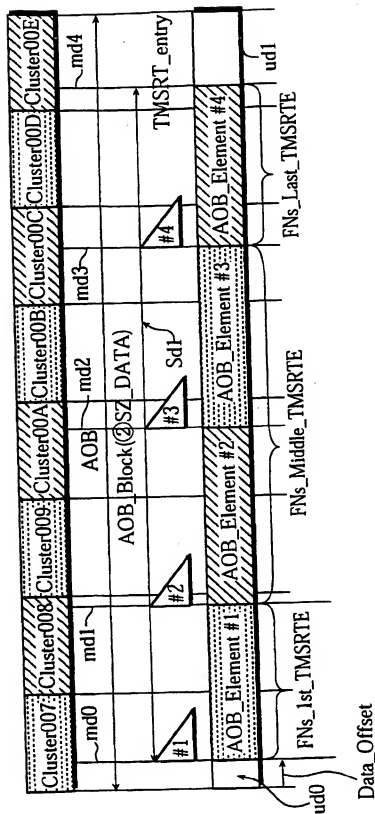 Cluster007 Cluster008 Cluster009 Cluster00A Cluster00B Cluster00C Cluster00D Cluster00E
md0 md1 md2 md3 md4
AOB
AOB_Block(②SZ_DATA)
TMSRT_entry
Sd1
#1 #2 #3 #4
AOB_Element #1 AOB_Element #2 AOB_Element #3 AOB_Element #4
ud0 ud1
FNs_1st_TMSRTE FNs_Middle_TMSRTE FNs_Last_TMSRTE
Data_Offset